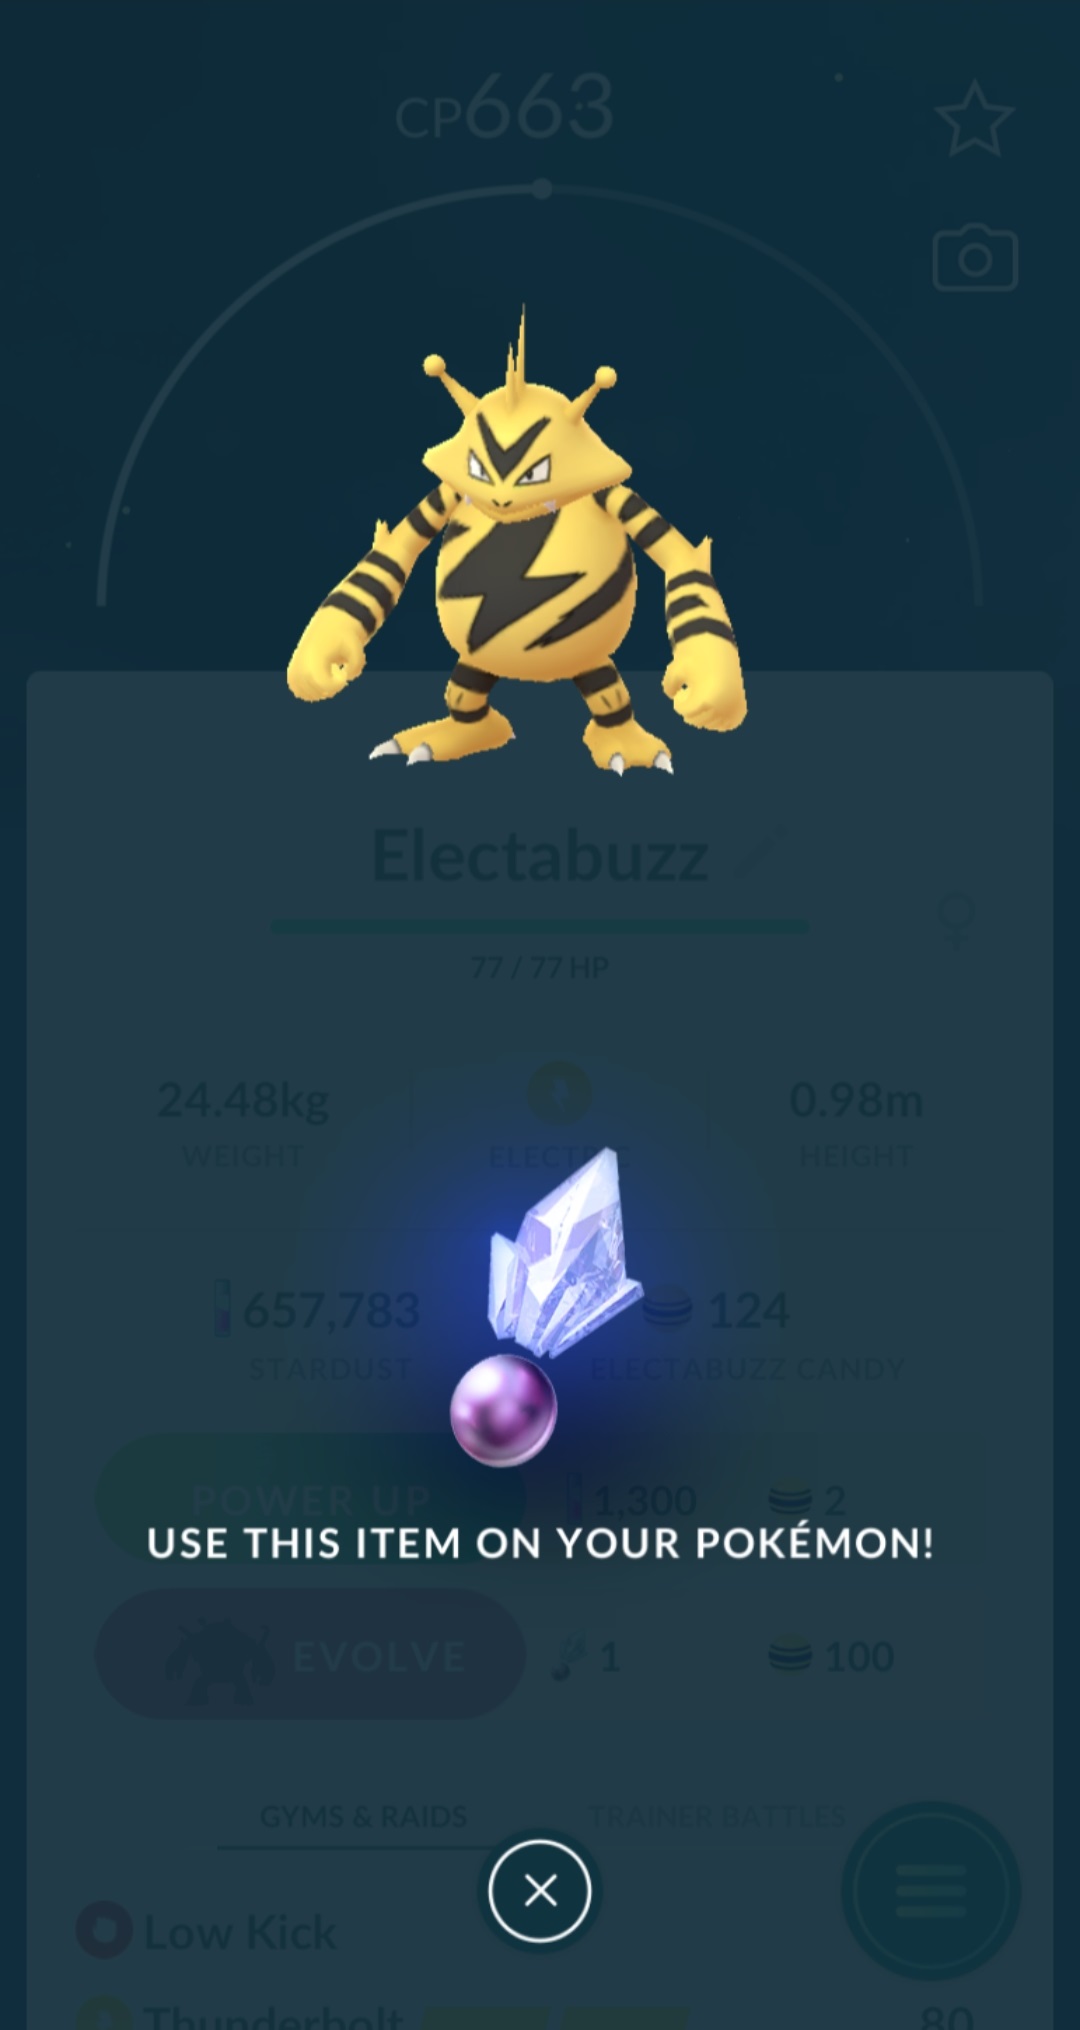 CP663
Electabuzz
77 / 77 HP
24.48kg
WEIGHT
ELECTRIC
0.98m
HEIGHT
657,783
STARDUST
124
ELECTABUZZ CANDY
POWER UP
1,300
2
USE THIS ITEM ON YOUR POKÉMON!
EVOLVE
1
100
GYMS & RAIDS
TRAINER BATTLES
Low Kick
Thunderbolt
80